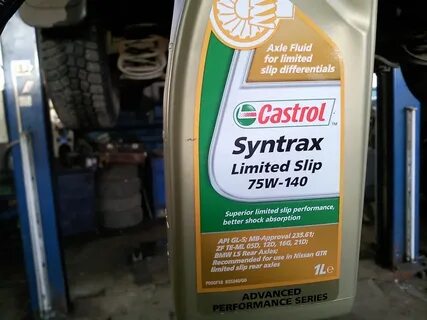 Axle Fluid
for limited
slip differentials
Castrol
Syntrax
Limited Slip
75W-140
Superior limited slip performance,
better shock absorption
API GL-5; MB-Approval 235.61;
ZF TE-ML 05D, 12D, 16G, 21D;
BMW LS Rear Axles;
Recommended for use in Nissan GTR
limited slip rear axles
1L℮
ADVANCED
PERFORMANCE SERIES